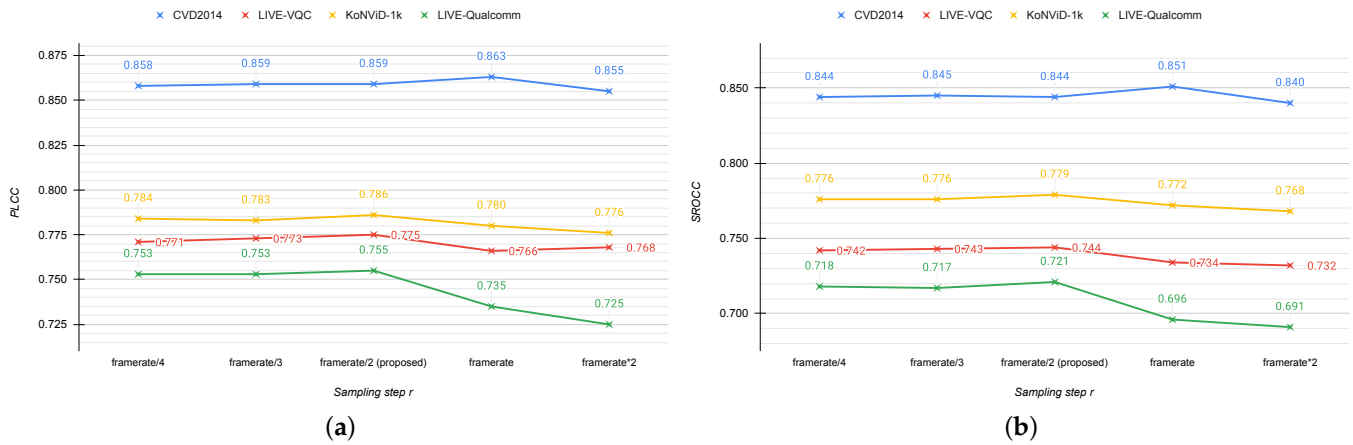 CVD2014 LIVE-VQC KoNViD-1k LIVE-Qualcomm
0.875
0.850
0.825
0.800
0.775
0.750
0.725
PLCC
0.858 0.859 0.859 0.863 0.855
0.784 0.783 0.786 0.780 0.776
0.771 0.773 0.775 0.766 0.768
0.753 0.753 0.755 0.735 0.725
framerate/4 framerate/3 framerate/2 (proposed) framerate framerate*2
Sampling step r
(a)
CVD2014 LIVE-VQC KoNViD-1k LIVE-Qualcomm
0.850
0.800
0.750
0.700
SROCC
0.844 0.845 0.844 0.851 0.840
0.776 0.776 0.779 0.772 0.768
0.742 0.743 0.744 0.734 0.732
0.718 0.717 0.721 0.696 0.691
framerate/4 framerate/3 framerate/2 (proposed) framerate framerate*2
Sampling step r
(b)